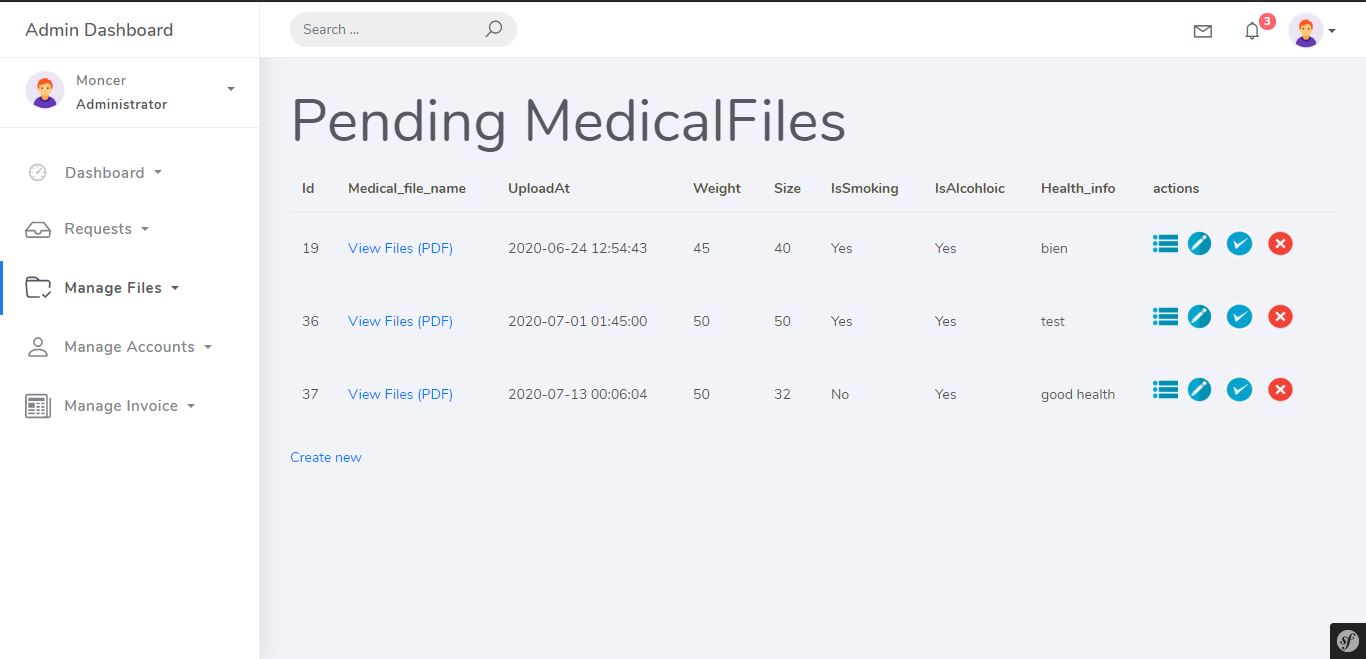 Admin Dashboard
Search ...
3
Moncer
Administrator
Dashboard
Requests
Manage Files
Manage Accounts
Manage Invoice
Pending MedicalFiles
Id Medical_file_name UploadAt Weight Size IsSmoking IsAlcohloic Health_info actions
19 View Files (PDF) 2020-06-24 12:54:43 45 40 Yes Yes bien
36 View Files (PDF) 2020-07-01 01:45:00 50 50 Yes Yes test
37 View Files (PDF) 2020-07-13 00:06:04 50 32 No Yes good health
Create new
sf